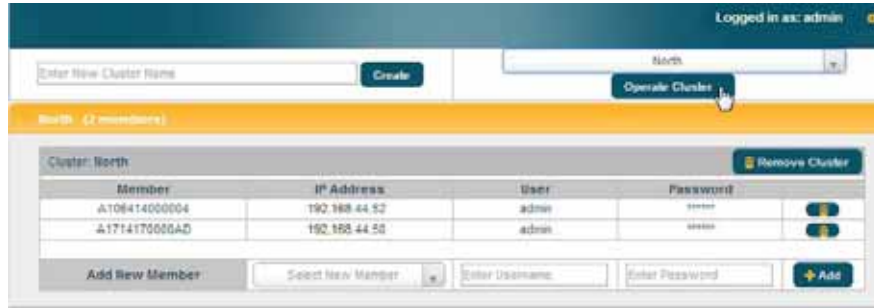 Logged in as: admin
Enter New Cluster Name
Create
North
Operate Cluster
North (2 members)
Cluster: North
Remove Cluster
Member IP Address User Password
A106414000004 192.168.44.52 admin ******
A1714170000AD 192.168.44.50 admin ******
Add New Member Select New Member Enter Username Enter Password Add